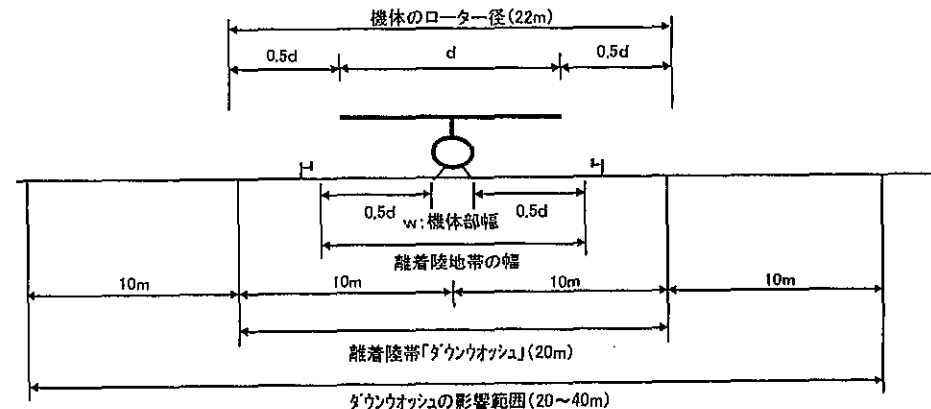 機体のローター径(22m)
0.5d
d
0.5d
0.5d
0.5d
w:機体部幅
離着陸地帯の幅
10m
10m
10m
10m
離着陸帯「ダウンウオッシュ」(20m)
ダウンウオッシュの影響範囲(20～40m)